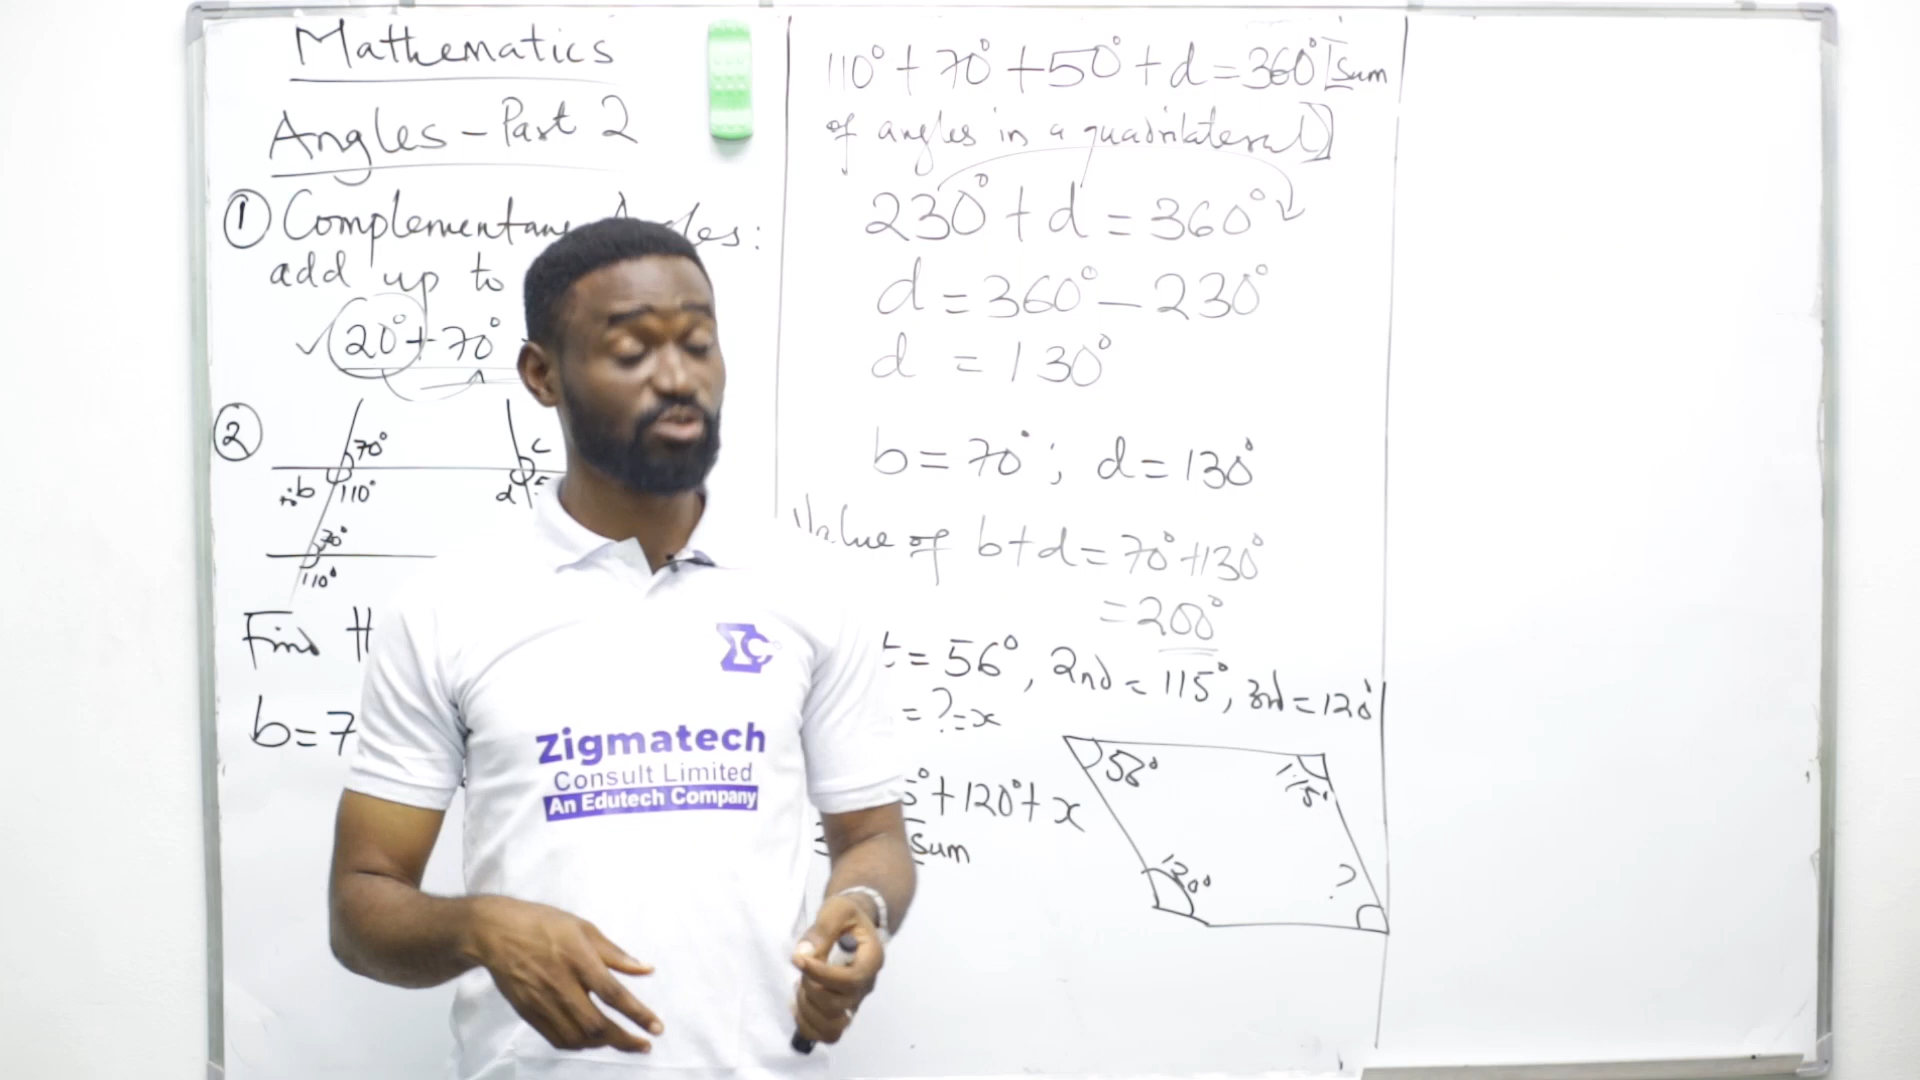 Mathematics
Angles - Part 2
① Complementary Angles:
add up to
✓ 20° + 70°
②
70°
c
b
110°
d
70°
110°
Find
b = 7
110° + 70° + 50° + d = 360° [Sum
of angles in a quadrilateral]
230° + d = 360°
d = 360° - 230°
d = 130°
b = 70° ; d = 130°
Value of b + d = 70° + 130°
= 200°
= 56°, 2nd = 115°, 3rd = 120°
= ? = x
5° + 120° + x
[Sum
56°
115°
120°
?
Zigmatech
Consult Limited
An Edutech Company